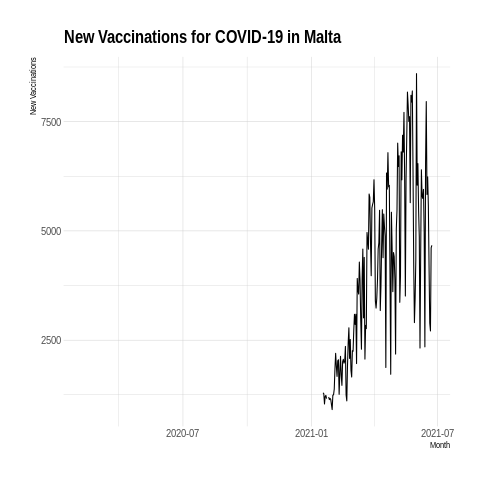 New Vaccinations for COVID-19 in Malta
New Vaccinations
7500
5000
2500
2020-07
2021-01
2021-07
Month